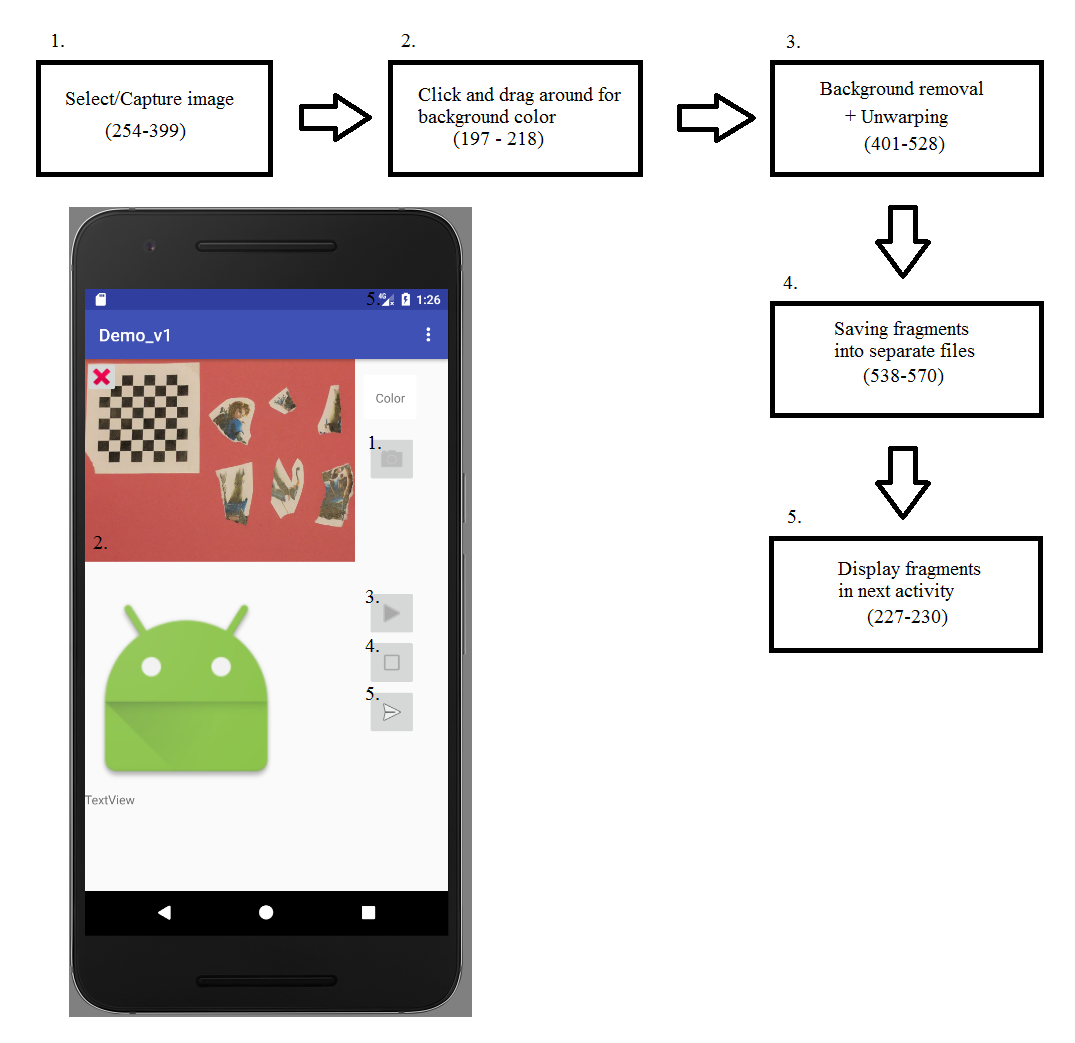 1.
Select/Capture image
(254-399)
2.
Click and drag around for
background color
(197 - 218)
3.
Background removal
+ Unwarping
(401-528)
4.
Saving fragments
into separate files
(538-570)
5.
Display fragments
in next activity
(227-230)
5.
4G
1:26
Demo_v1
Color
1.
2.
3.
4.
5.
TextView